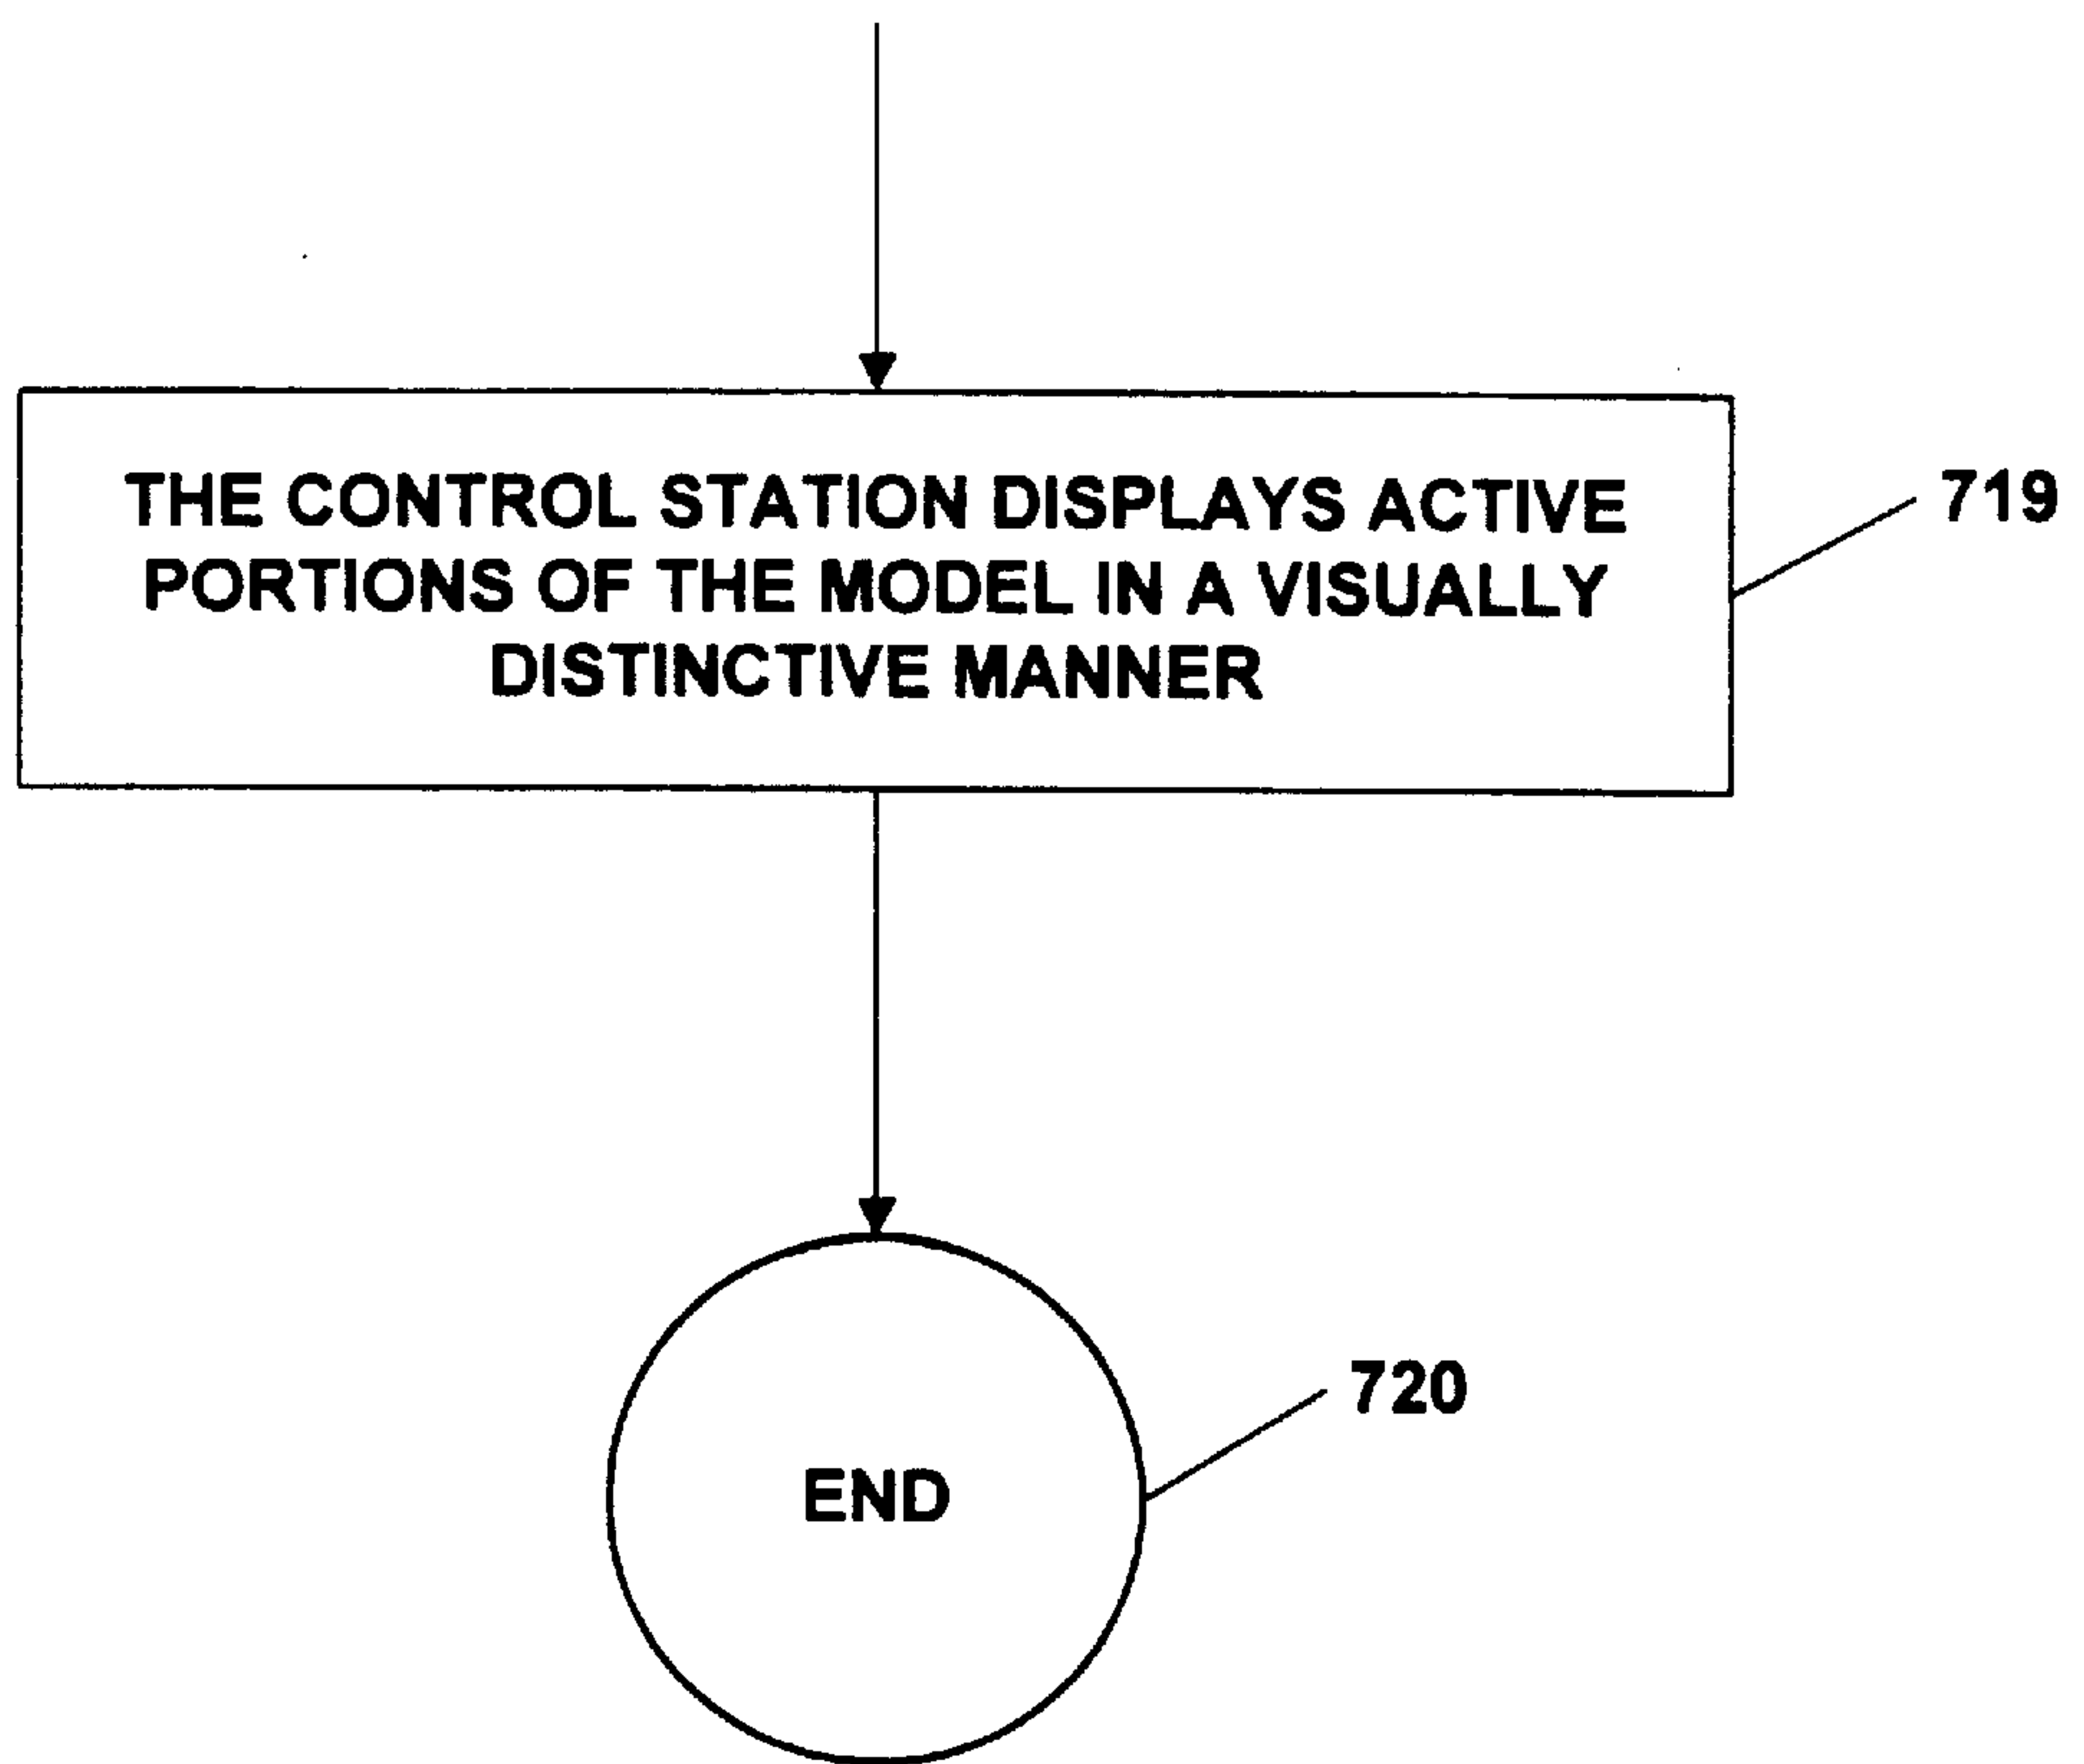 THE CONTROL STATION DISPLAYS ACTIVE
PORTIONS OF THE MODEL IN A VISUALLY
DISTINCTIVE MANNER
719
END
720